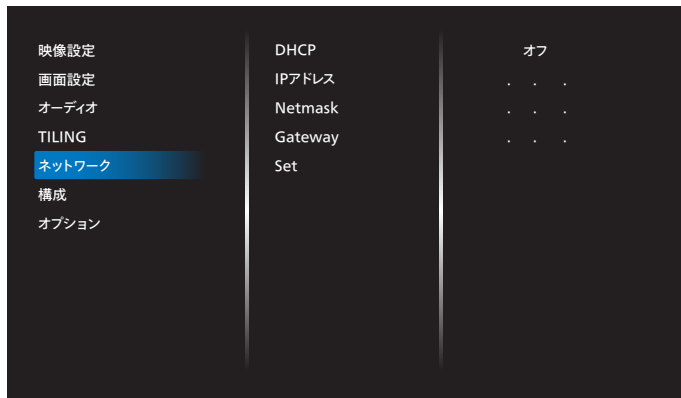 映像設定
画面設定
オーディオ
TILING
ネットワーク
構成
オプション
DHCP
IPアドレス
Netmask
Gateway
Set
オフ
. . .
. . .
. . .